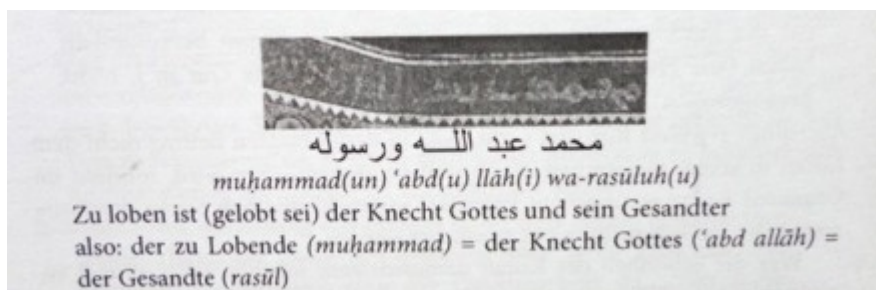 محمد عبد اللـــه ورسوله
muḥammad(un) ʿabd(u) llāh(i) wa-rasūluh(u)
Zu loben ist (gelobt sei) der Knecht Gottes und sein Gesandter
also: der zu Lobende (muḥammad) = der Knecht Gottes (ʿabd allāh) =
der Gesandte (rasūl)